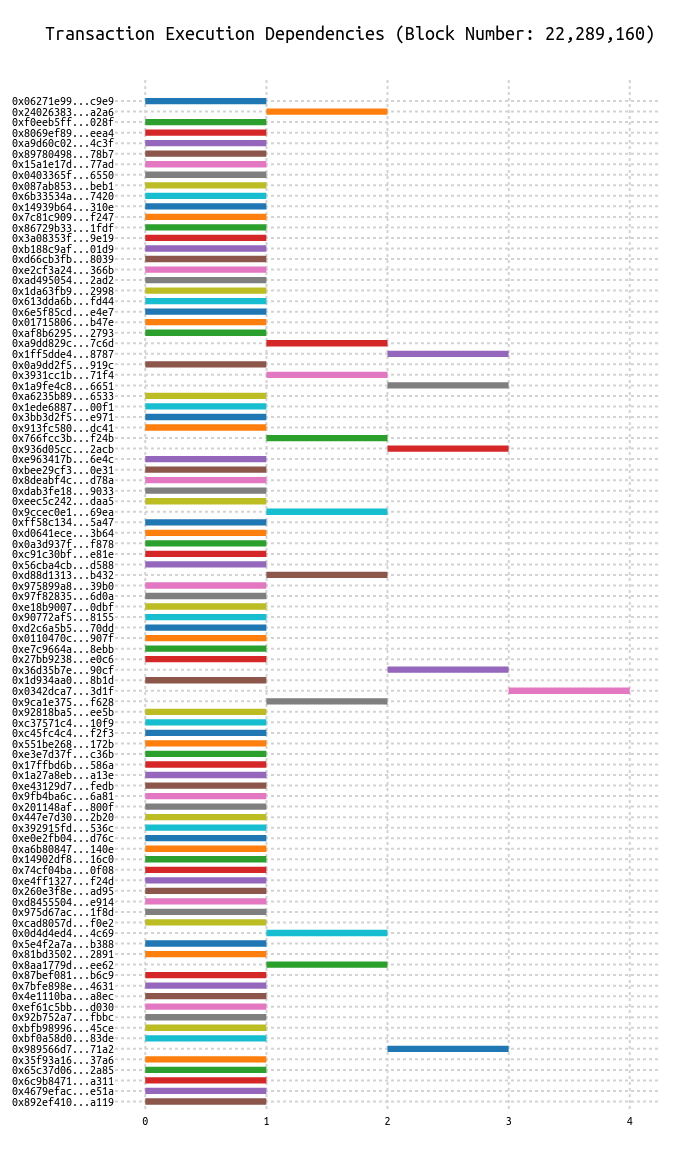 Transaction Execution Dependencies (Block Number: 22,289,160)
0x06271e99...c9e9
0x24026383...a2a6
0xf0eeb5ff...028f
0x8069ef89...eea4
0xa9d60c02...4c3f
0x89780498...78b7
0x15a1e17d...77ad
0x0403365f...6550
0x087ab853...beb1
0x6b33534a...7420
0x14939b64...310e
0x7c81c909...f247
0x86729b33...1fdf
0x3a08353f...9e19
0xb188c9af...01d9
0xd66cb3fb...8039
0xe2cf3a24...366b
0xad495054...2ad2
0x1da63fb9...2998
0x613dda6b...fd44
0x6e5f85cd...e4e7
0x01715806...b47e
0xaf8b6295...2793
0xa9dd829c...7c6d
0x1ff5dde4...8787
0x0a9dd2f5...919c
0x3931cc1b...71f4
0x1a9fe4c8...6651
0xa6235b89...6533
0x1ede6887...00f1
0x3bb3d2f5...e971
0x913fc580...dc41
0x766fcc3b...f24b
0x936d05cc...2acb
0xe963417b...6e4c
0xbee29cf3...0e31
0x8deabf4c...d78a
0xdab3fe18...9033
0xeec5c242...daa5
0x9ccec0e1...69ea
0xff58c134...5a47
0xd0641ece...3b64
0x0a3d937f...f878
0xc91c30bf...e81e
0x56cba4cb...d588
0xd88d1313...b432
0x975899a8...39b0
0x97f82835...6d0a
0xe18b9007...0dbf
0x90772af5...8155
0xd2c6a5b5...70dd
0x0110470c...907f
0xe7c9664a...8ebb
0x27bb9238...e0c6
0x36d35b7e...90cf
0x1d934aa0...8b1d
0x0342dca7...3d1f
0x9ca1e375...f628
0x92818ba5...ee5b
0xc37571c4...10f9
0xc45fc4c4...f2f3
0x551be268...172b
0xe3e7d37f...c36b
0x17ffbd6b...586a
0x1a27a8eb...a13e
0xe43129d7...fedb
0x9fb4ba6c...6a81
0x201148af...800f
0x447e7d30...2b20
0x392915fd...536c
0xe0e2fb04...d76c
0xa6b80847...140e
0x14902df8...16c0
0x74cf04ba...0f08
0xe4ff1327...f24d
0x260e3f8e...ad95
0xd8455504...e914
0x975d67ac...1f8d
0xcad8057d...f0e2
0x0d4d4ed4...4c69
0x5e4f2a7a...b388
0x81bd3502...2891
0x8aa1779d...ee62
0x87bef081...b6c9
0x7bfe898e...4631
0x4e1110ba...a8ec
0xef61c5bb...d030
0x92b752a7...fbbc
0xbfb98996...45ce
0xbf0a58d0...83de
0x989566d7...71a2
0x35f93a16...37a6
0x65c37d06...2a85
0x6c9b8471...a311
0x4679efac...e51a
0x892ef410...a119
0 1 2 3 4